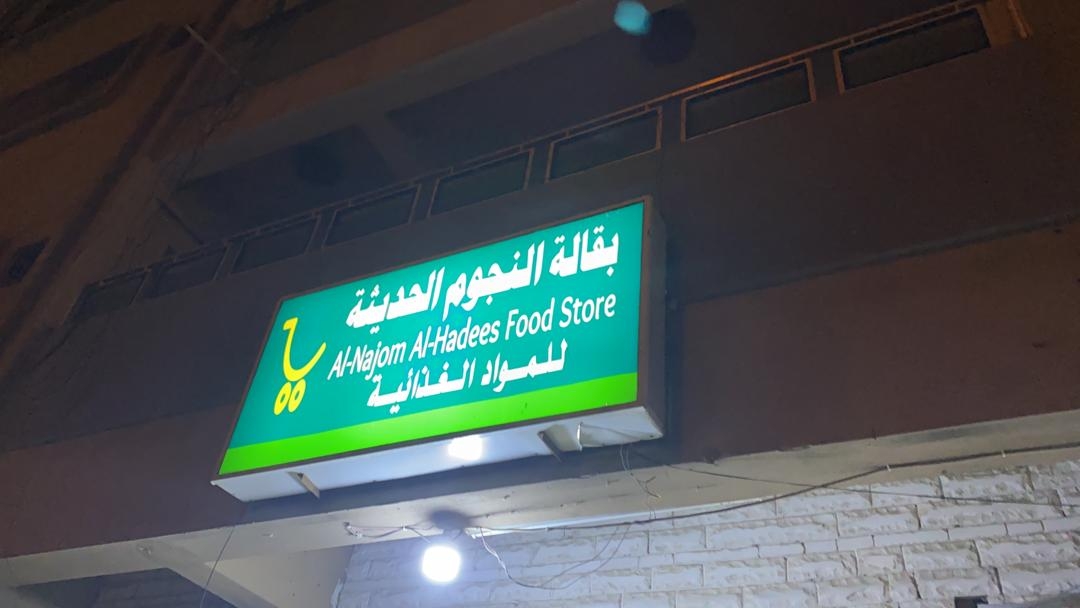 بقالة النجوم الحديثة
Al-Najom Al-Hadees Food Store
للمواد الغذائية